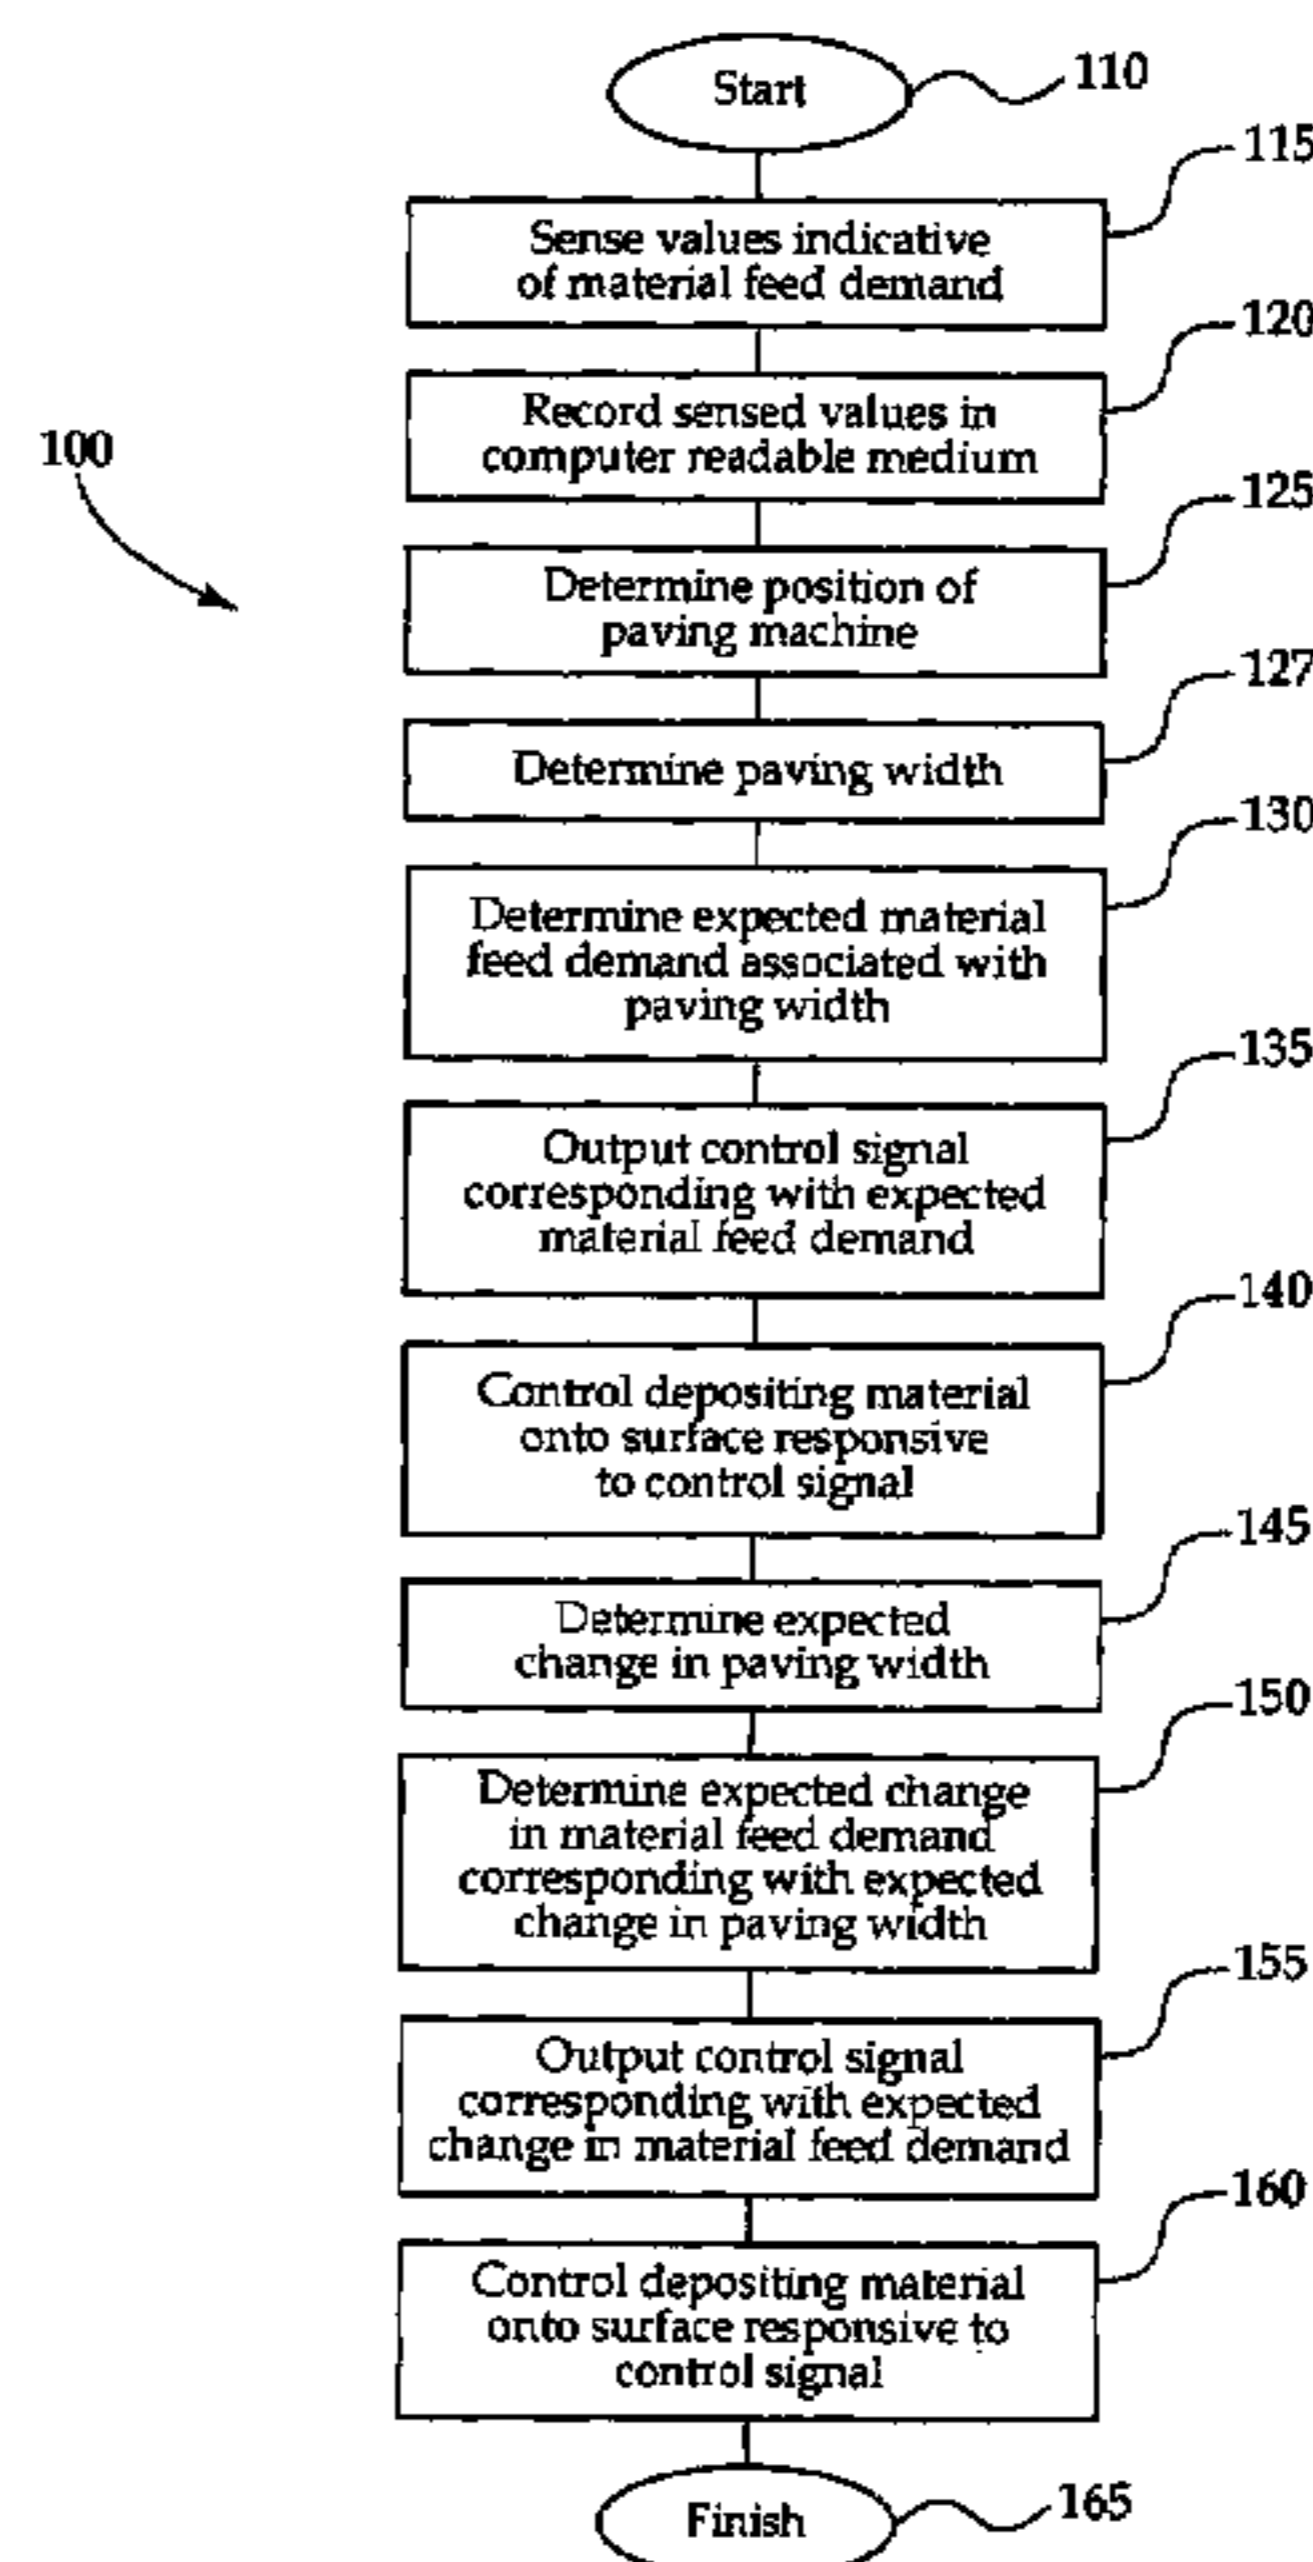 Start
110
115
Sense values indicative
of material feed demand
120
Record sensed values in
computer readable medium
100
125
Determine position of
paving machine
127
Determine paving width
130
Determine expected material
feed demand associated with
paving width
135
Output control signal
corresponding with expected
material feed demand
140
Control depositing material
onto surface responsive
to control signal
145
Determine expected
change in paving width
150
Determine expected change
in material feed demand
corresponding with expected
change in paving width
155
Output control signal
corresponding with expected
change in material feed demand
160
Control depositing material
onto surface responsive to
control signal
Finish
165